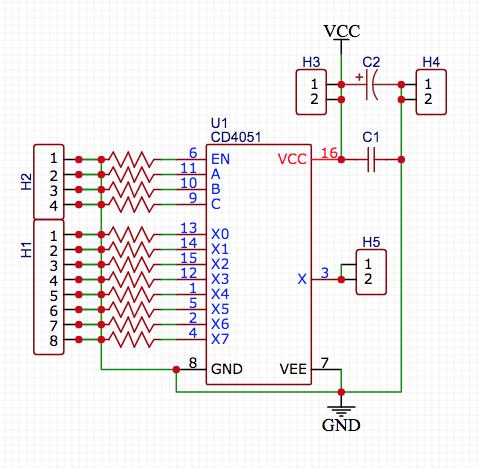 VCC
H3
C2
H4
1
2
+
1
2
U1
CD4051
C1
H2
1
2
3
4
6
11
10
9
EN
A
B
C
VCC
16
H1
1
2
3
4
5
6
7
8
13
14
15
12
1
5
2
4
X0
X1
X2
X3
X4
X5
X6
X7
X
3
H5
1
2
8
GND
VEE
7
GND